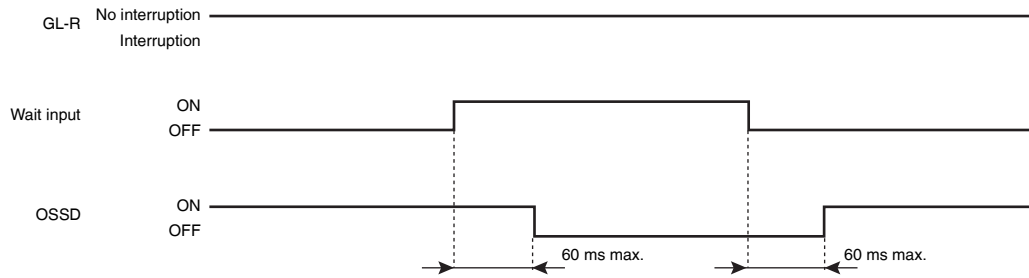 GL-R
No interruption
Interruption
Wait input
ON
OFF
OSSD
ON
OFF
60 ms max.
60 ms max.